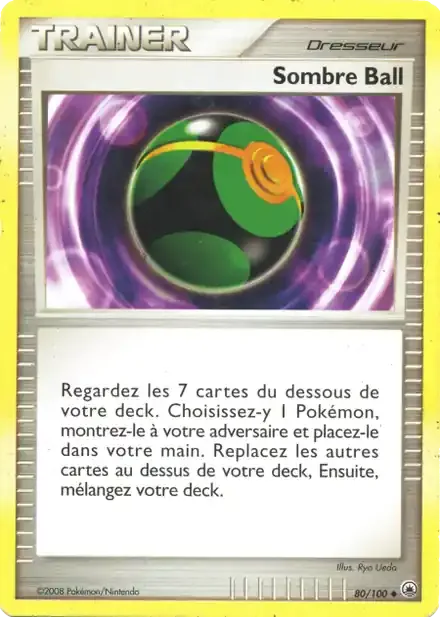 TRAINER
Dresseur
Sombre Ball
Regardez les 7 cartes du dessous de
votre deck. Choisissez-y 1 Pokémon,
montrez-le à votre adversaire et placez-le
dans votre main. Replacez les autres
cartes au dessus de votre deck, Ensuite,
mélangez votre deck.
Illus. Ryo Ueda
©2008 Pokémon/Nintendo
80/100 ◆